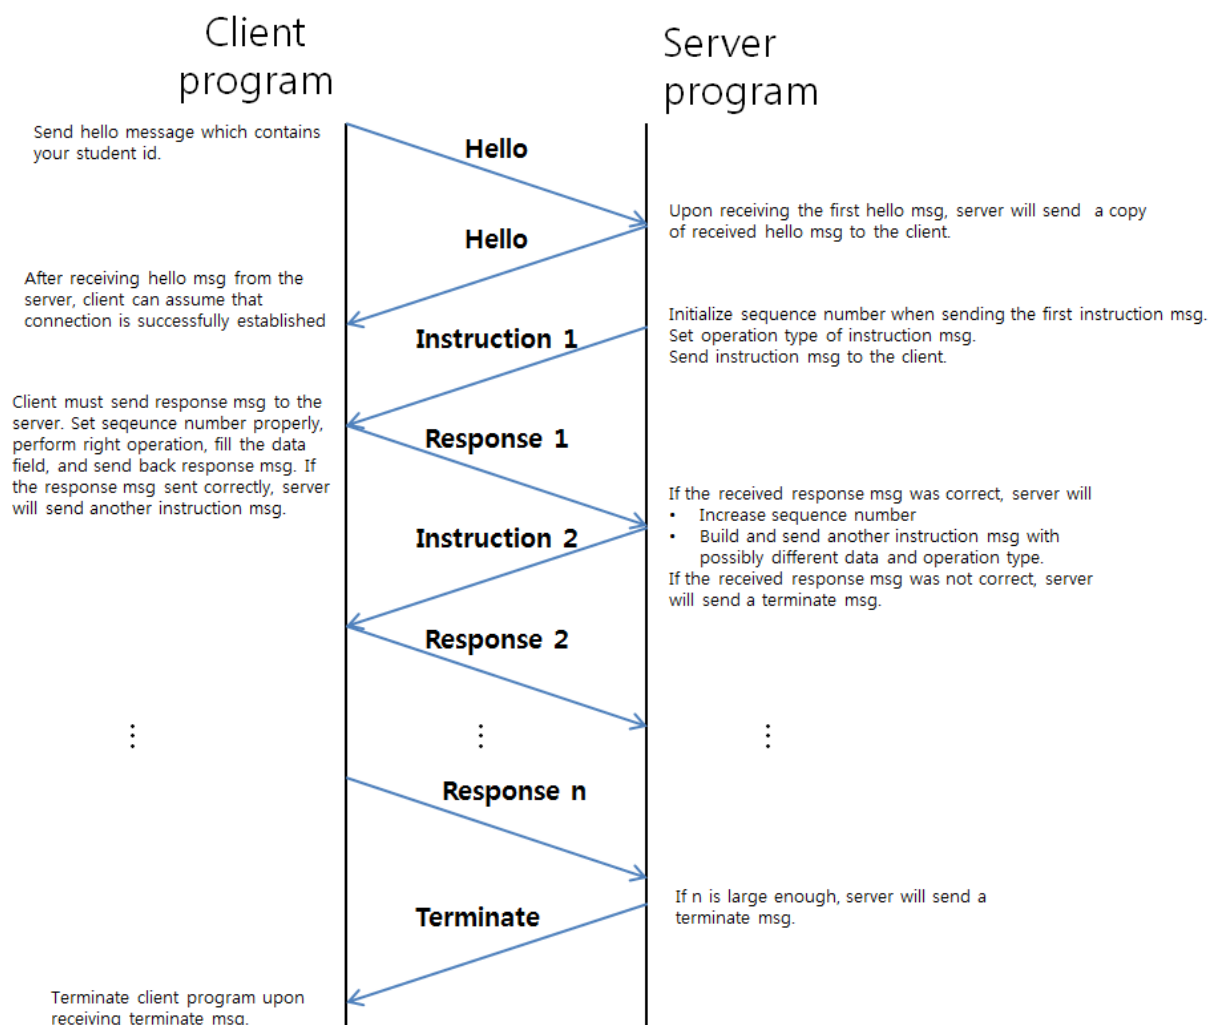 Client
program
Server
program
Send hello message which contains
your student id.
Hello
Upon receiving the first hello msg, server will send a copy
of received hello msg to the client.
Hello
After receiving hello msg from the
server, client can assume that
connection is successfully established
Initialize sequence number when sending the first instruction msg.
Set operation type of instruction msg.
Send instruction msg to the client.
Instruction 1
Client must send response msg to the
server. Set seqeunce number properly,
perform right operation, fill the data
field, and send back response msg. If
the response msg sent correctly, server
will send another instruction msg.
Response 1
If the received response msg was correct, server will
• Increase sequence number
• Build and send another instruction msg with
possibly different data and operation type.
If the received response msg was not correct, server
will send a terminate msg.
Instruction 2
Response 2
⋮ ⋮ ⋮
Response n
If n is large enough, server will send a
terminate msg.
Terminate
Terminate client program upon
receiving terminate msg.